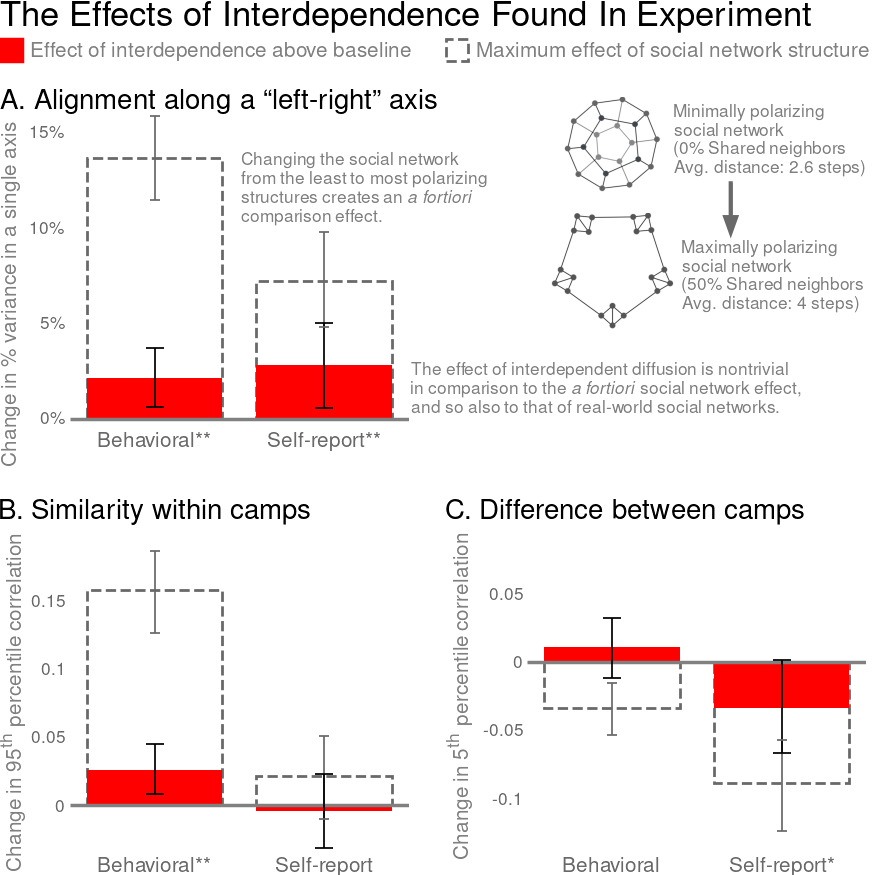 The Effects of Interdependence Found In Experiment
Effect of interdependence above baseline
Maximum effect of social network structure
A. Alignment along a “left-right” axis
Change in % variance in a single axis
15%
10%
5%
0%
Behavioral**
Self-report**
Changing the social network
from the least to most polarizing
structures creates an a fortiori
comparison effect.
Minimally polarizing
social network
(0% Shared neighbors
Avg. distance: 2.6 steps)
Maximally polarizing
social network
(50% Shared neighbors
Avg. distance: 4 steps)
The effect of interdependent diffusion is nontrivial
in comparison to the a fortiori social network effect,
and so also to that of real-world social networks.
B. Similarity within camps
Change in 95th percentile correlation
0.15
0.1
0.05
0
Behavioral**
Self-report
C. Difference between camps
Change in 5th percentile correlation
0.05
0
-0.05
-0.1
Behavioral
Self-report*